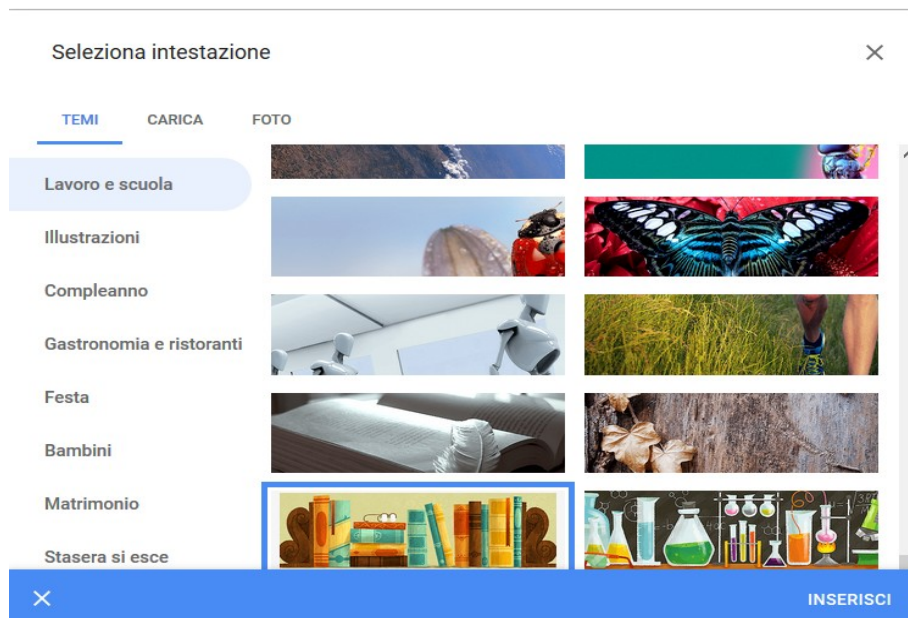 Seleziona intestazione
TEMI CARICA FOTO
Lavoro e scuola
Illustrazioni
Compleanno
Gastronomia e ristoranti
Festa
Bambini
Matrimonio
Stasera si esce
INSERISCI